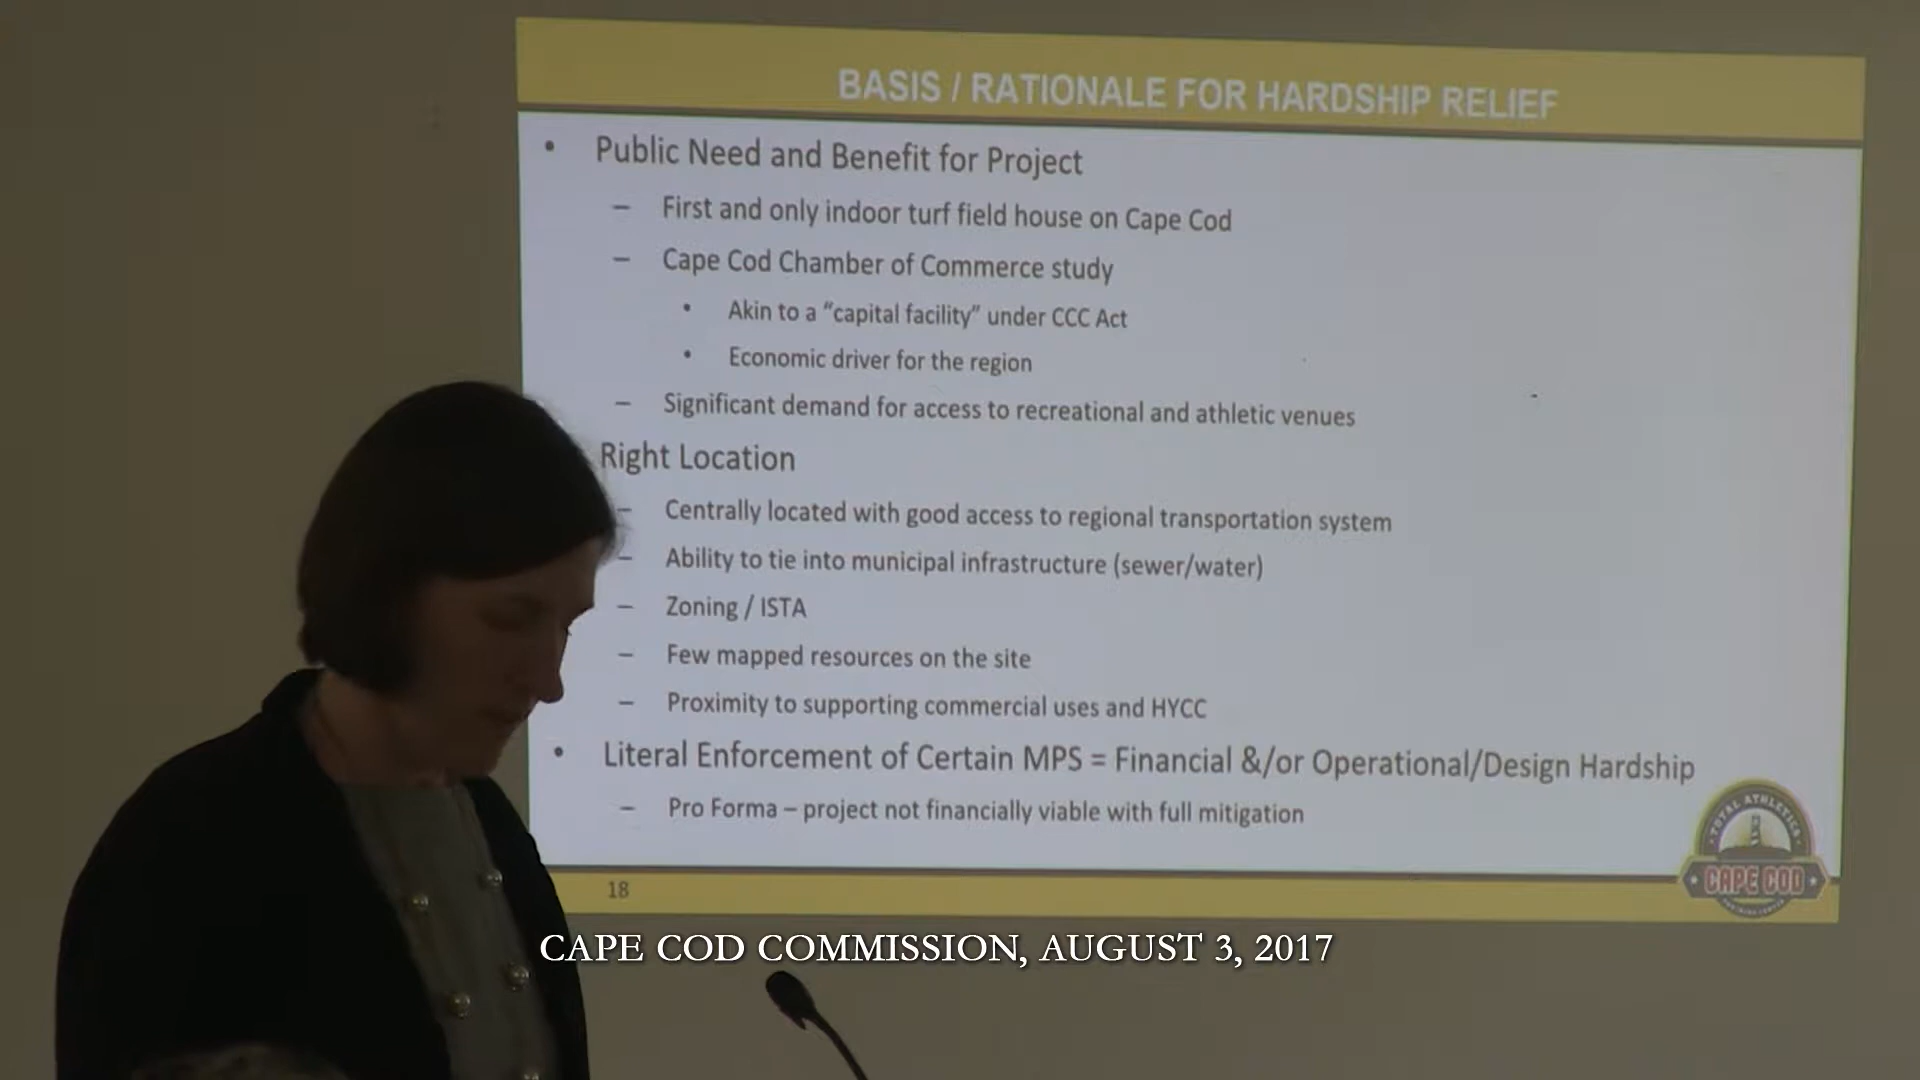 BASIS / RATIONALE FOR HARDSHIP RELIEF
• Public Need and Benefit for Project
– First and only indoor turf field house on Cape Cod
– Cape Cod Chamber of Commerce study
• Akin to a “capital facility” under CCC Act
• Economic driver for the region
– Significant demand for access to recreational and athletic venues
Right Location
– Centrally located with good access to regional transportation system
– Ability to tie into municipal infrastructure (sewer/water)
– Zoning / ISTA
– Few mapped resources on the site
– Proximity to supporting commercial uses and HYCC
• Literal Enforcement of Certain MPS = Financial &/or Operational/Design Hardship
– Pro Forma – project not financially viable with full mitigation
TOTAL ATHLETICS
CAPE COD
18
CAPE COD COMMISSION, AUGUST 3, 2017